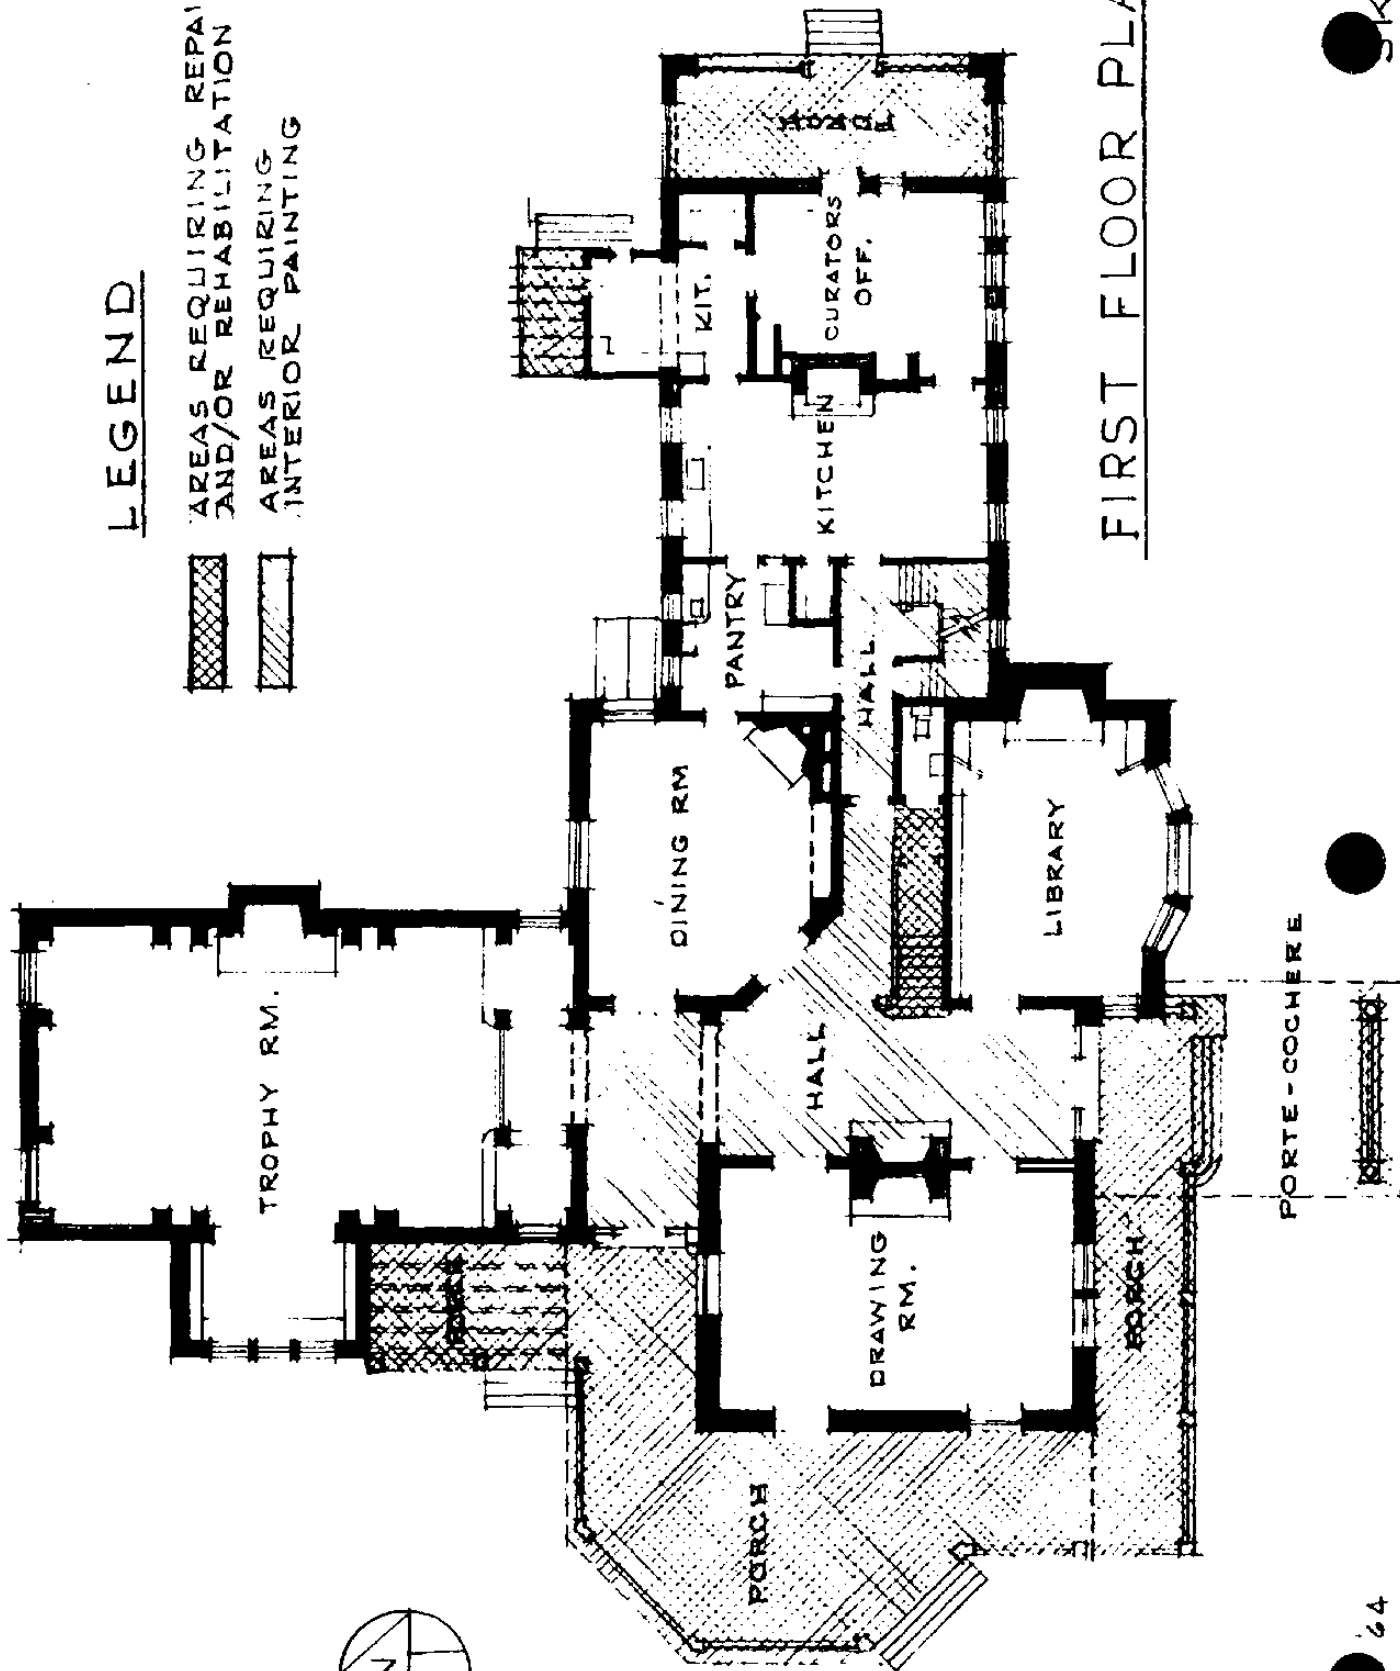 LEGEND
AREAS REQUIRING REPAI
AND/OR REHABILITATION
AREAS REQUIRING
INTERIOR PAINTING
TROPHY RM.
PORCH
DINING RM
PANTRY
KIT.
KITCHEN
CURATORS
OFF.
PORCH
HALL
HALL
LIBRARY
DRAWING
RM.
PORCH
PORCH
PORTE-COCHERE
FIRST FLOOR PLA
N
64